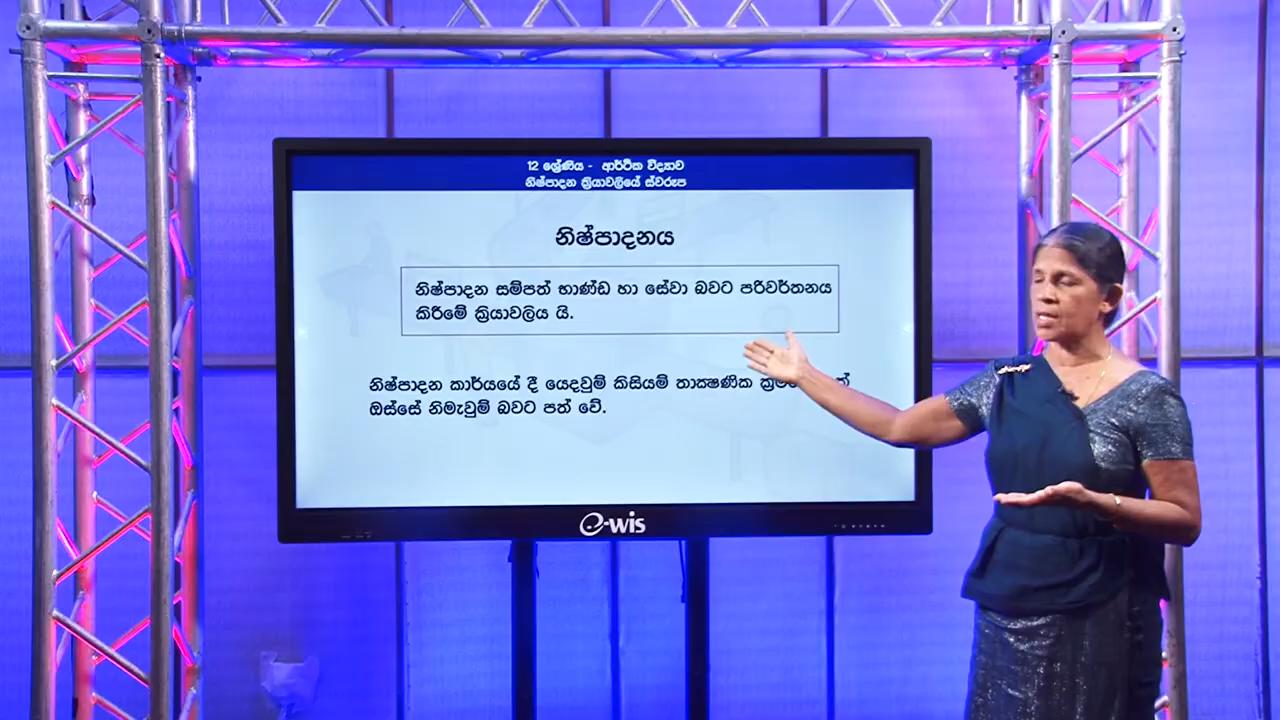 12 ශ්‍රේණිය - ආර්ථික විද්‍යාව
නිෂ්පාදන ක්‍රියාවලියේ ස්වරූප
නිෂ්පාදනය
නිෂ්පාදන සම්පත් භාණ්ඩ හා සේවා බවට පරිවර්තනය
කිරීමේ ක්‍රියාවලිය යි.
නිෂ්පාදන කාර්යයේ දී යෙදවුම් කිසියම් තාක්‍ෂණික
ඔස්සේ නිමැවුම් බවට පත් වේ.
e-wis